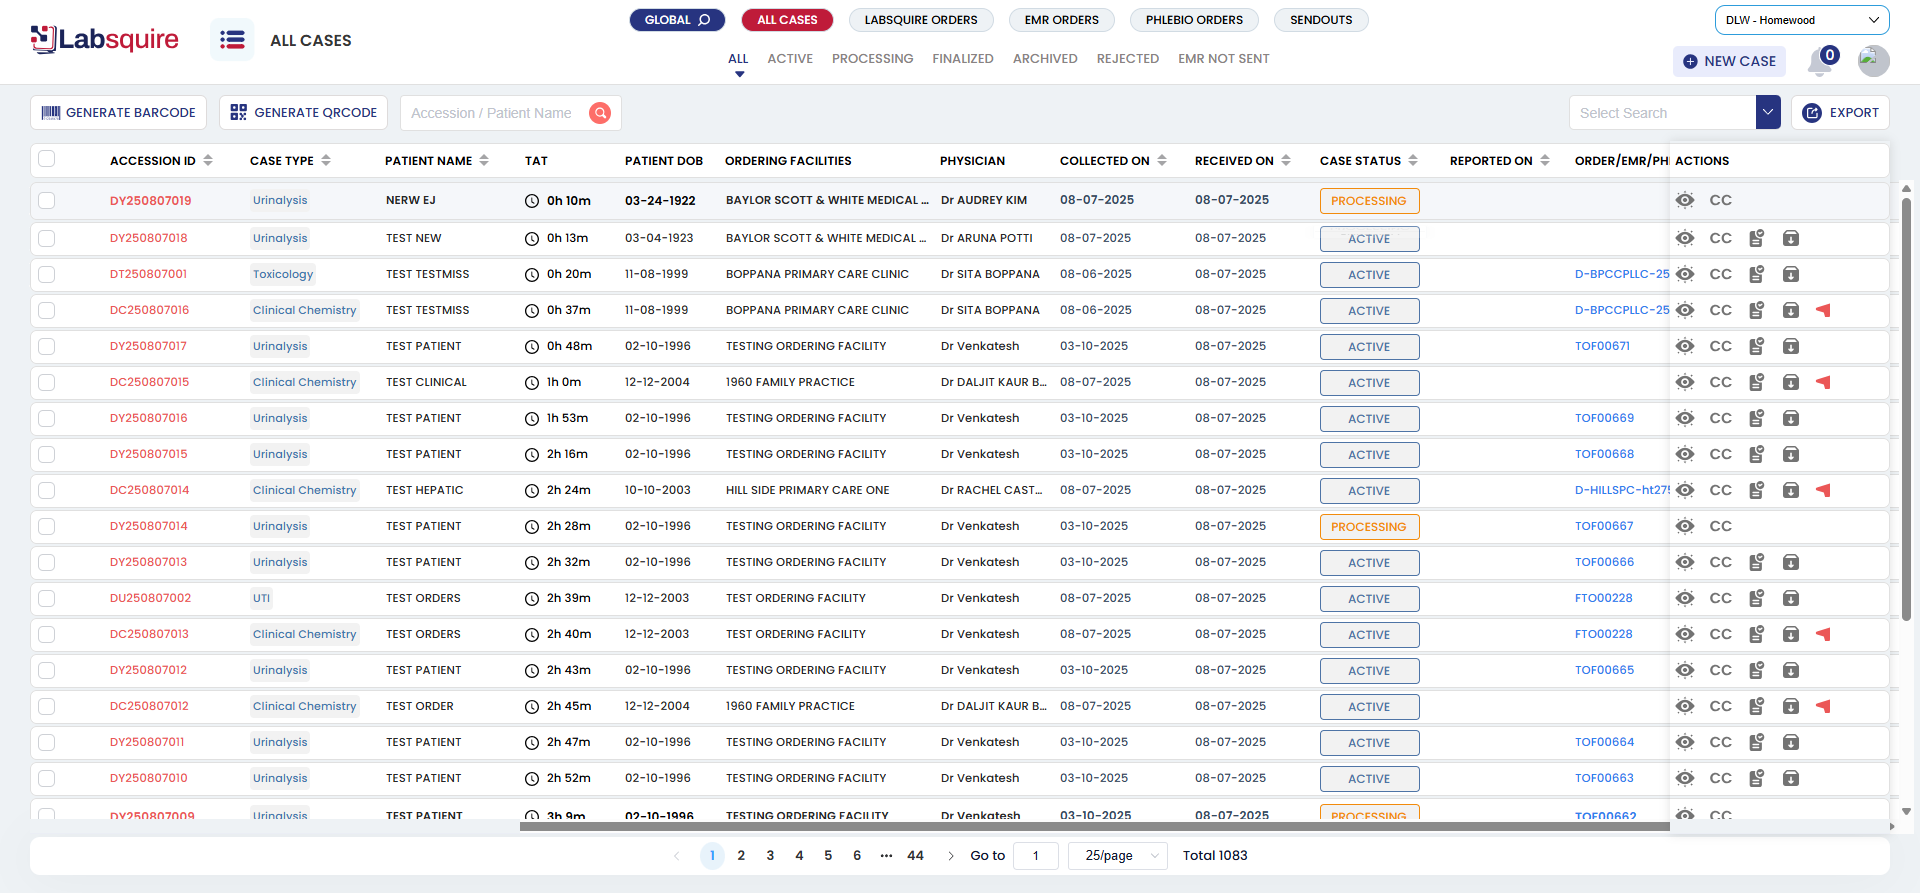 Labsquire
ALL CASES
GLOBAL
ALL CASES
LABSQUIRE ORDERS
EMR ORDERS
PHLEBIO ORDERS
SENDOUTS
DLW - Homewood
ALL
ACTIVE
PROCESSING
FINALIZED
ARCHIVED
REJECTED
EMR NOT SENT
NEW CASE
0
GENERATE BARCODE
GENERATE QRCODE
Accession / Patient Name
Select Search
EXPORT
ACCESSION ID CASE TYPE PATIENT NAME TAT PATIENT DOB ORDERING FACILITIES PHYSICIAN COLLECTED ON RECEIVED ON CASE STATUS REPORTED ON ORDER/EMR/PH ACTIONS
DY250807019 Urinalysis NERW EJ 0h 10m 03-24-1922 BAYLOR SCOTT & WHITE MEDICAL ... Dr AUDREY KIM 08-07-2025 08-07-2025 PROCESSING CC
DY250807018 Urinalysis TEST NEW 0h 13m 03-04-1923 BAYLOR SCOTT & WHITE MEDICAL ... Dr ARUNA POTTI 08-07-2025 08-07-2025 ACTIVE CC
DT250807001 Toxicology TEST TESTMISS 0h 20m 11-08-1999 BOPPANA PRIMARY CARE CLINIC Dr SITA BOPPANA 08-06-2025 08-07-2025 ACTIVE D-BPCCPLLC-25 CC
DC250807016 Clinical Chemistry TEST TESTMISS 0h 37m 11-08-1999 BOPPANA PRIMARY CARE CLINIC Dr SITA BOPPANA 08-06-2025 08-07-2025 ACTIVE D-BPCCPLLC-25 CC
DY250807017 Urinalysis TEST PATIENT 0h 48m 02-10-1996 TESTING ORDERING FACILITY Dr Venkatesh 03-10-2025 08-07-2025 ACTIVE TOF00671 CC
DC250807015 Clinical Chemistry TEST CLINICAL 1h 0m 12-12-2004 1960 FAMILY PRACTICE Dr DALJIT KAUR B... 08-07-2025 08-07-2025 ACTIVE CC
DY250807016 Urinalysis TEST PATIENT 1h 53m 02-10-1996 TESTING ORDERING FACILITY Dr Venkatesh 03-10-2025 08-07-2025 ACTIVE TOF00669 CC
DY250807015 Urinalysis TEST PATIENT 2h 16m 02-10-1996 TESTING ORDERING FACILITY Dr Venkatesh 03-10-2025 08-07-2025 ACTIVE TOF00668 CC
DC250807014 Clinical Chemistry TEST HEPATIC 2h 24m 10-10-2003 HILL SIDE PRIMARY CARE ONE Dr RACHEL CAST... 08-07-2025 08-07-2025 ACTIVE D-HILLSPC-ht275 CC
DY250807014 Urinalysis TEST PATIENT 2h 28m 02-10-1996 TESTING ORDERING FACILITY Dr Venkatesh 03-10-2025 08-07-2025 PROCESSING TOF00667 CC
DY250807013 Urinalysis TEST PATIENT 2h 32m 02-10-1996 TESTING ORDERING FACILITY Dr Venkatesh 03-10-2025 08-07-2025 ACTIVE TOF00666 CC
DU250807002 UTI TEST ORDERS 2h 39m 12-12-2003 TEST ORDERING FACILITY Dr Venkatesh 08-07-2025 08-07-2025 ACTIVE FTO00228 CC
DC250807013 Clinical Chemistry TEST ORDERS 2h 40m 12-12-2003 TEST ORDERING FACILITY Dr Venkatesh 08-07-2025 08-07-2025 ACTIVE FTO00228 CC
DY250807012 Urinalysis TEST PATIENT 2h 43m 02-10-1996 TESTING ORDERING FACILITY Dr Venkatesh 03-10-2025 08-07-2025 ACTIVE TOF00665 CC
DC250807012 Clinical Chemistry TEST ORDER 2h 45m 12-12-2004 1960 FAMILY PRACTICE Dr DALJIT KAUR B... 08-07-2025 08-07-2025 ACTIVE CC
DY250807011 Urinalysis TEST PATIENT 2h 47m 02-10-1996 TESTING ORDERING FACILITY Dr Venkatesh 03-10-2025 08-07-2025 ACTIVE TOF00664 CC
DY250807010 Urinalysis TEST PATIENT 2h 52m 02-10-1996 TESTING ORDERING FACILITY Dr Venkatesh 03-10-2025 08-07-2025 ACTIVE TOF00663 CC
DY250807009 Urinalysis TEST PATIENT 3h 9m 02-10-1996 TESTING ORDERING FACILITY Dr Venkatesh 03-10-2025 08-07-2025 PROCESSING TOF00662 CC
1 2 3 4 5 6 ... 44 Go to 1 25/page Total 1083